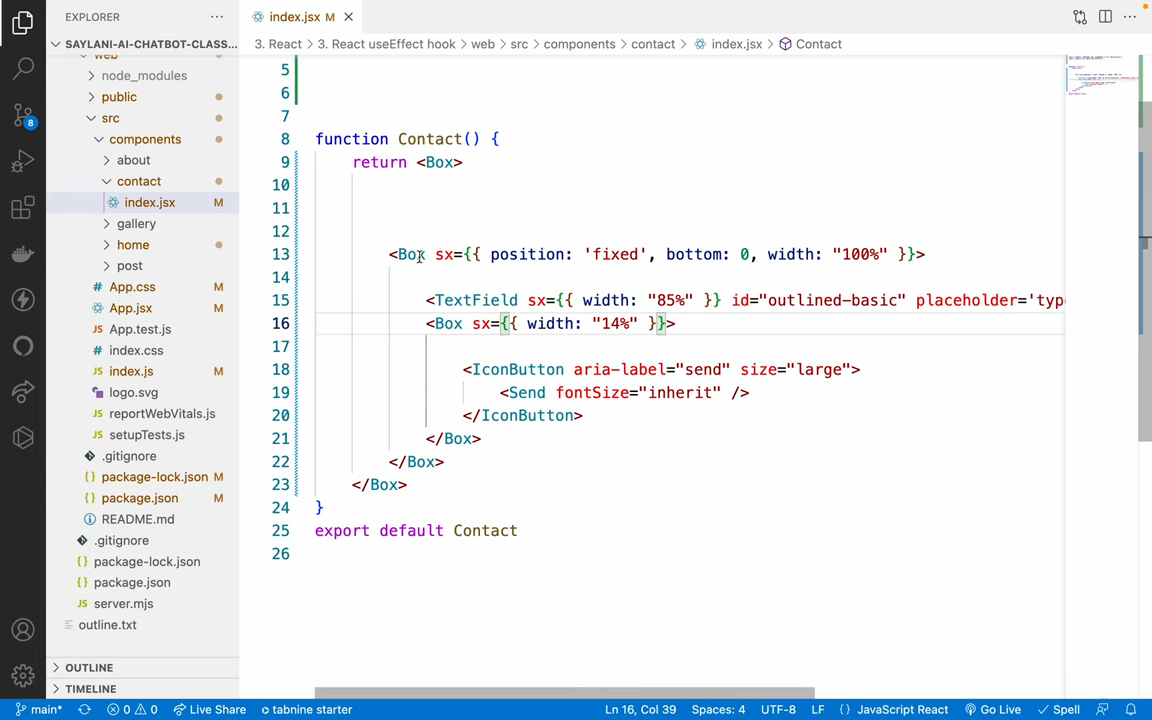 EXPLORER
SAYLANI-AI-CHATBOT-CLASS...
web
node_modules
public
src
components
about
contact
index.jsx M
gallery
home
post
App.css M
App.jsx M
App.test.js
index.css
index.js M
logo.svg
reportWebVitals.js
setupTests.js
.gitignore
package-lock.json M
package.json M
README.md
.gitignore
package-lock.json
package.json
server.mjs
outline.txt
OUTLINE
TIMELINE
8
index.jsx M
3. React > 3. React useEffect hook > web > src > components > contact > index.jsx > Contact
5
6
7
8 function Contact() {
9 return <Box>
10
11
12
13 <Box sx={{ position: 'fixed', bottom: 0, width: "100%" }}>
14
15 <TextField sx={{ width: "85%" }} id="outlined-basic" placeholder='type
16 <Box sx={{ width: "14%" }}>
17
18 <IconButton aria-label="send" size="large">
19 <Send fontSize="inherit" />
20 </IconButton>
21 </Box>
22 </Box>
23 </Box>
24 }
25 export default Contact
26
main* 0 0 Live Share tabnine starter Ln 16, Col 39 Spaces: 4 UTF-8 LF {} JavaScript React Go Live Spell